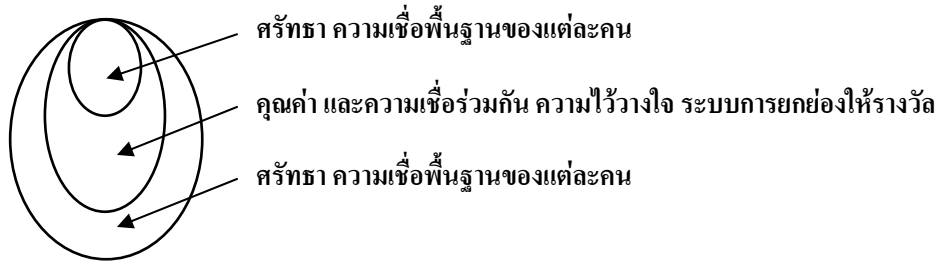 ศรัทธา ความเชื่อพื้นฐานของแต่ละคน
คุณค่า และความเชื่อร่วมกัน ความไว้วางใจ ระบบการยกย่องให้รางวัล
ศรัทธา ความเชื่อพื้นฐานของแต่ละคน